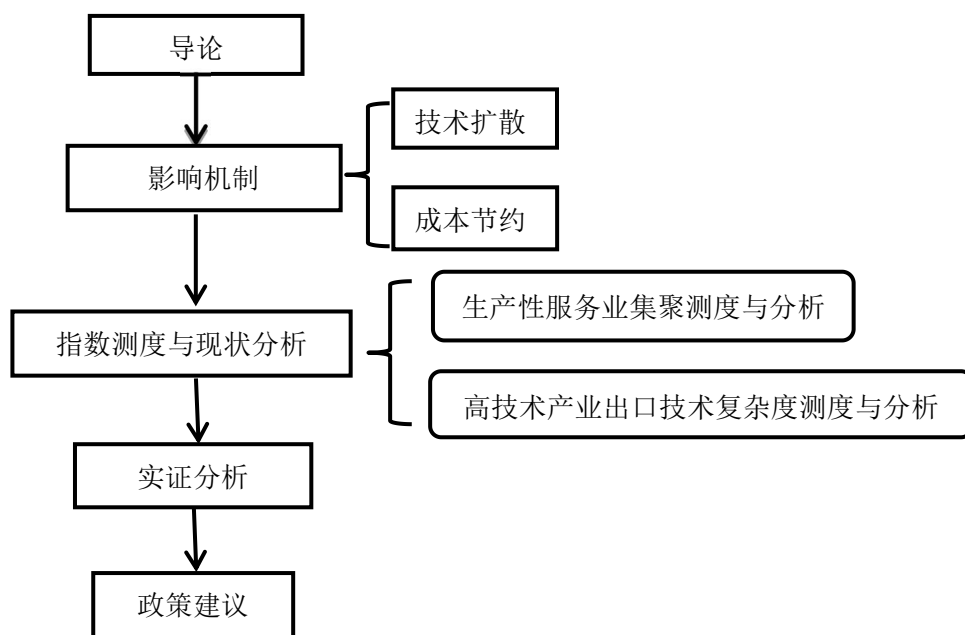 导论
技术扩散
影响机制
成本节约
生产性服务业集聚测度与分析
指数测度与现状分析
高技术产业出口技术复杂度测度与分析
实证分析
政策建议